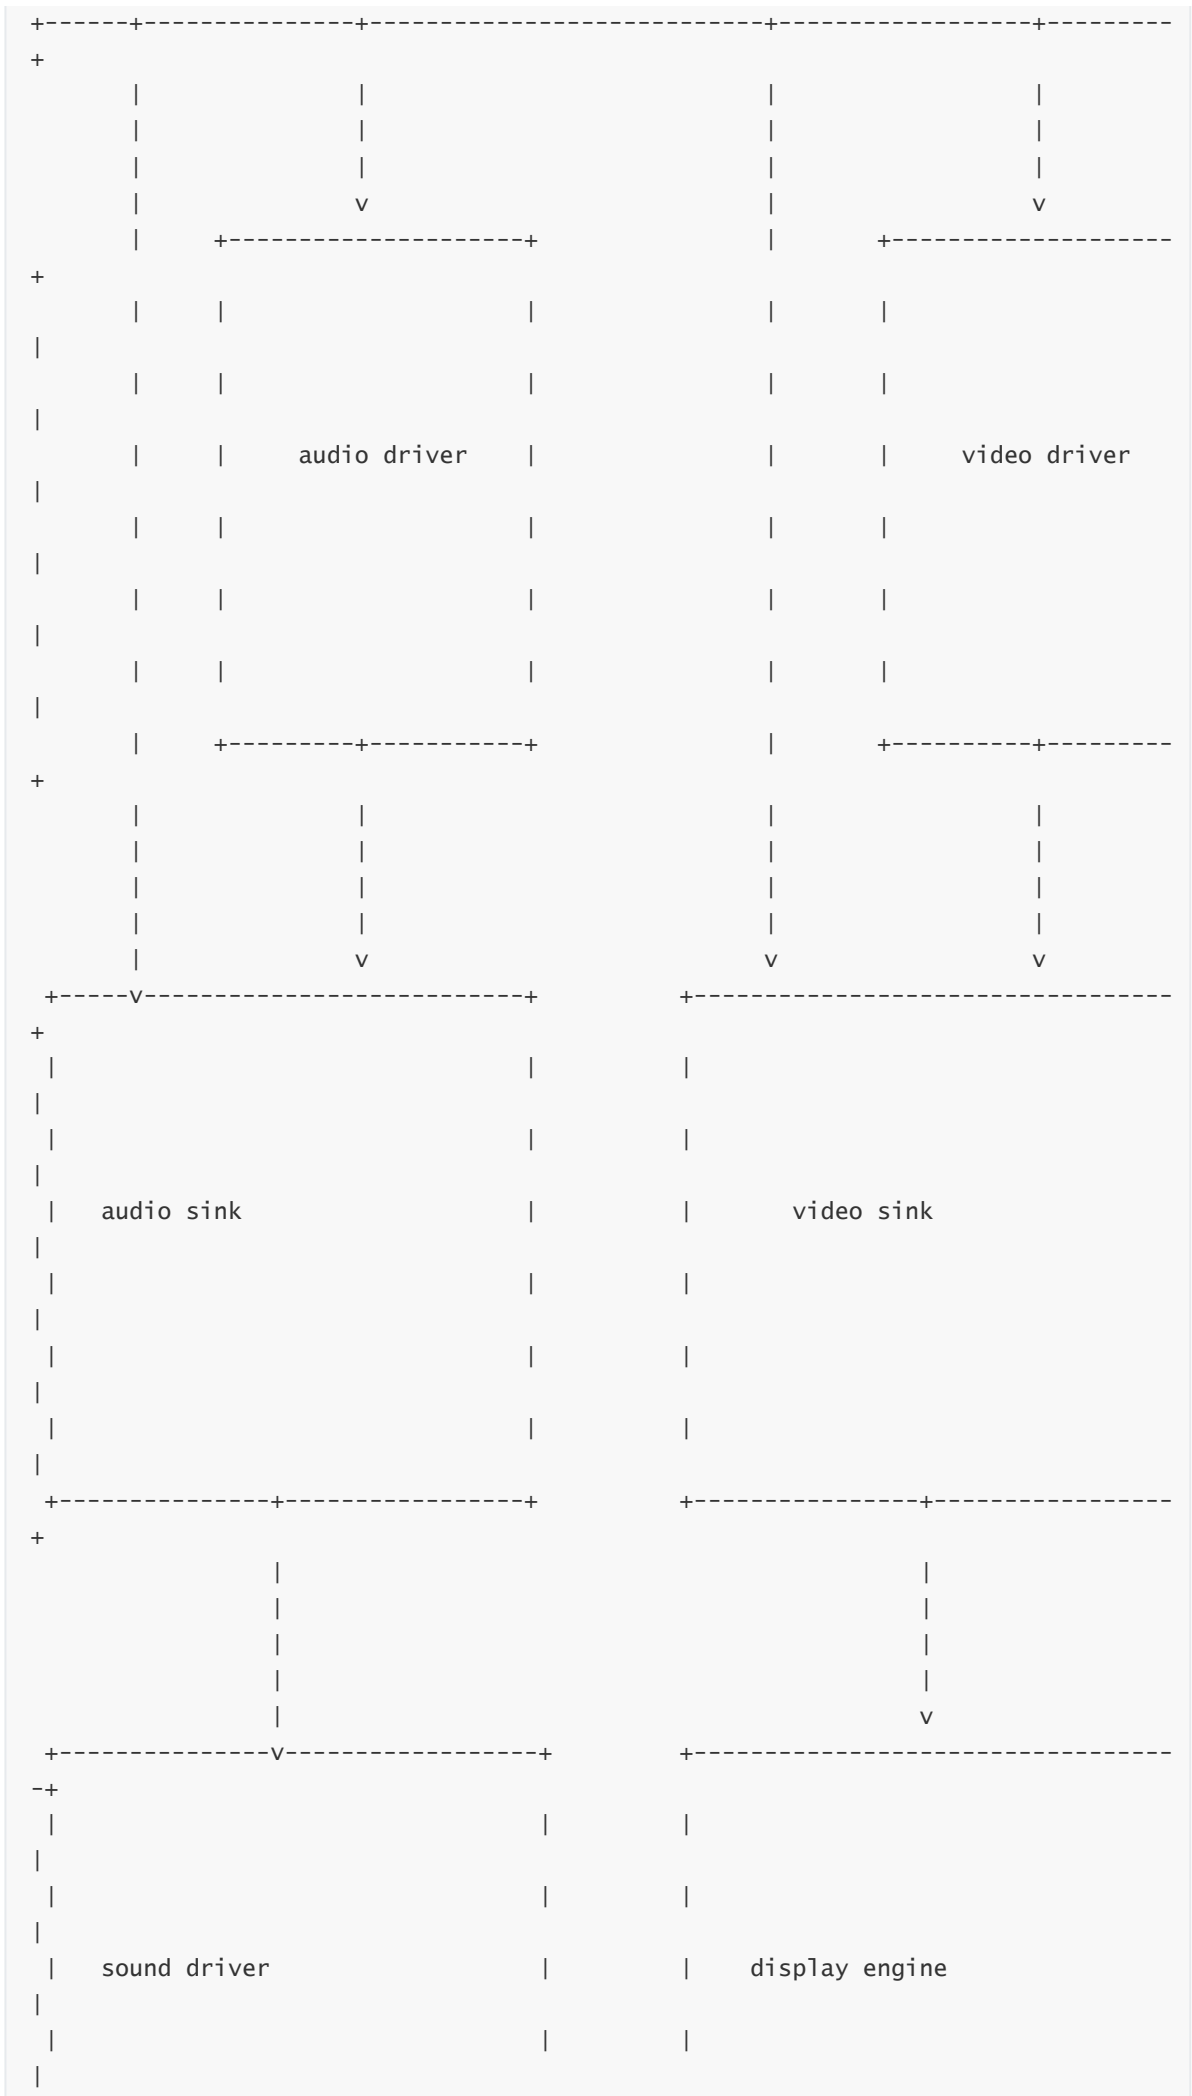 +------+---------------+----------------------------+------------------+---------
+
       |               |                            |                  |
       |               |                            |                  |
       |               |                            |                  |
       |               v                            |                  v
       |     +---------------------+                |       +--------------------
+
       |     |                     |                |       |
|
       |     |                     |                |       |
|
       |     |     audio driver    |                |       |     video driver
|
       |     |                     |                |       |
|
       |     |                     |                |       |
|
       |     |                     |                |       |
|
       |     +---------+-----------+                |       +----------+---------
+
       |               |                            |                  |
       |               |                            |                  |
       |               |                            |                  |
       |               |                            |                  |
       |               v                            v                  v
 +-----v---------------------------+          +----------------------------------
+
 |                                 |          |
|
 |                                 |          |
|
 |   audio sink                    |          |       video sink
|
 |                                 |          |
|
 |                                 |          |
|
 |                                 |          |
|
 +---------------+-----------------+          +----------------+-----------------
+
                 |                                             |
                 |                                             |
                 |                                             |
                 |                                             |
                 |                                             v
 +---------------v------------------+         +----------------------------------
-+
 |                                  |         |
|
 |                                  |         |
|
 |   sound driver                   |         |    display engine
|
 |                                  |         |
|